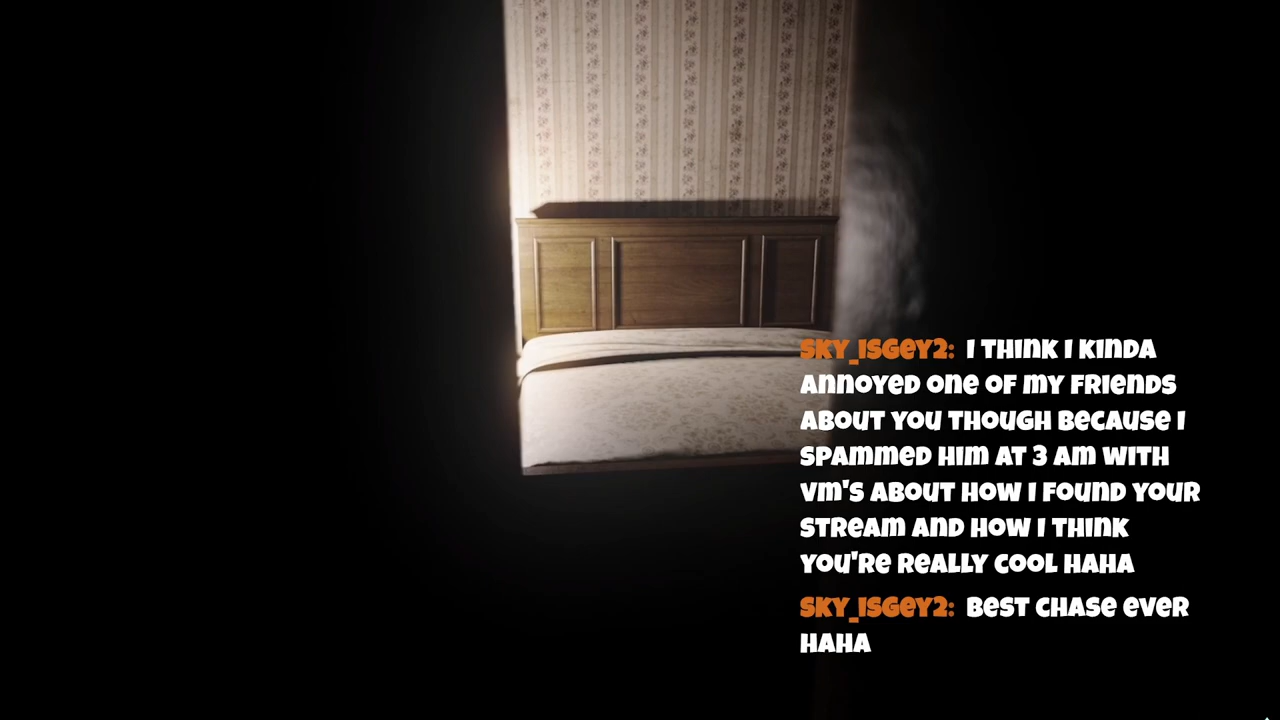 SKY_ISGEY2: I THINK I KINDA
ANNOYED ONE OF MY FRIENDS
ABOUT YOU THOUGH BECAUSE I
SPAMMED HIM AT 3 AM WITH
VM'S ABOUT HOW I FOUND YOUR
STREAM AND HOW I THINK
YOU'RE REALLY COOL HAHA
SKY_ISGEY2: BEST CHASE EVER
HAHA